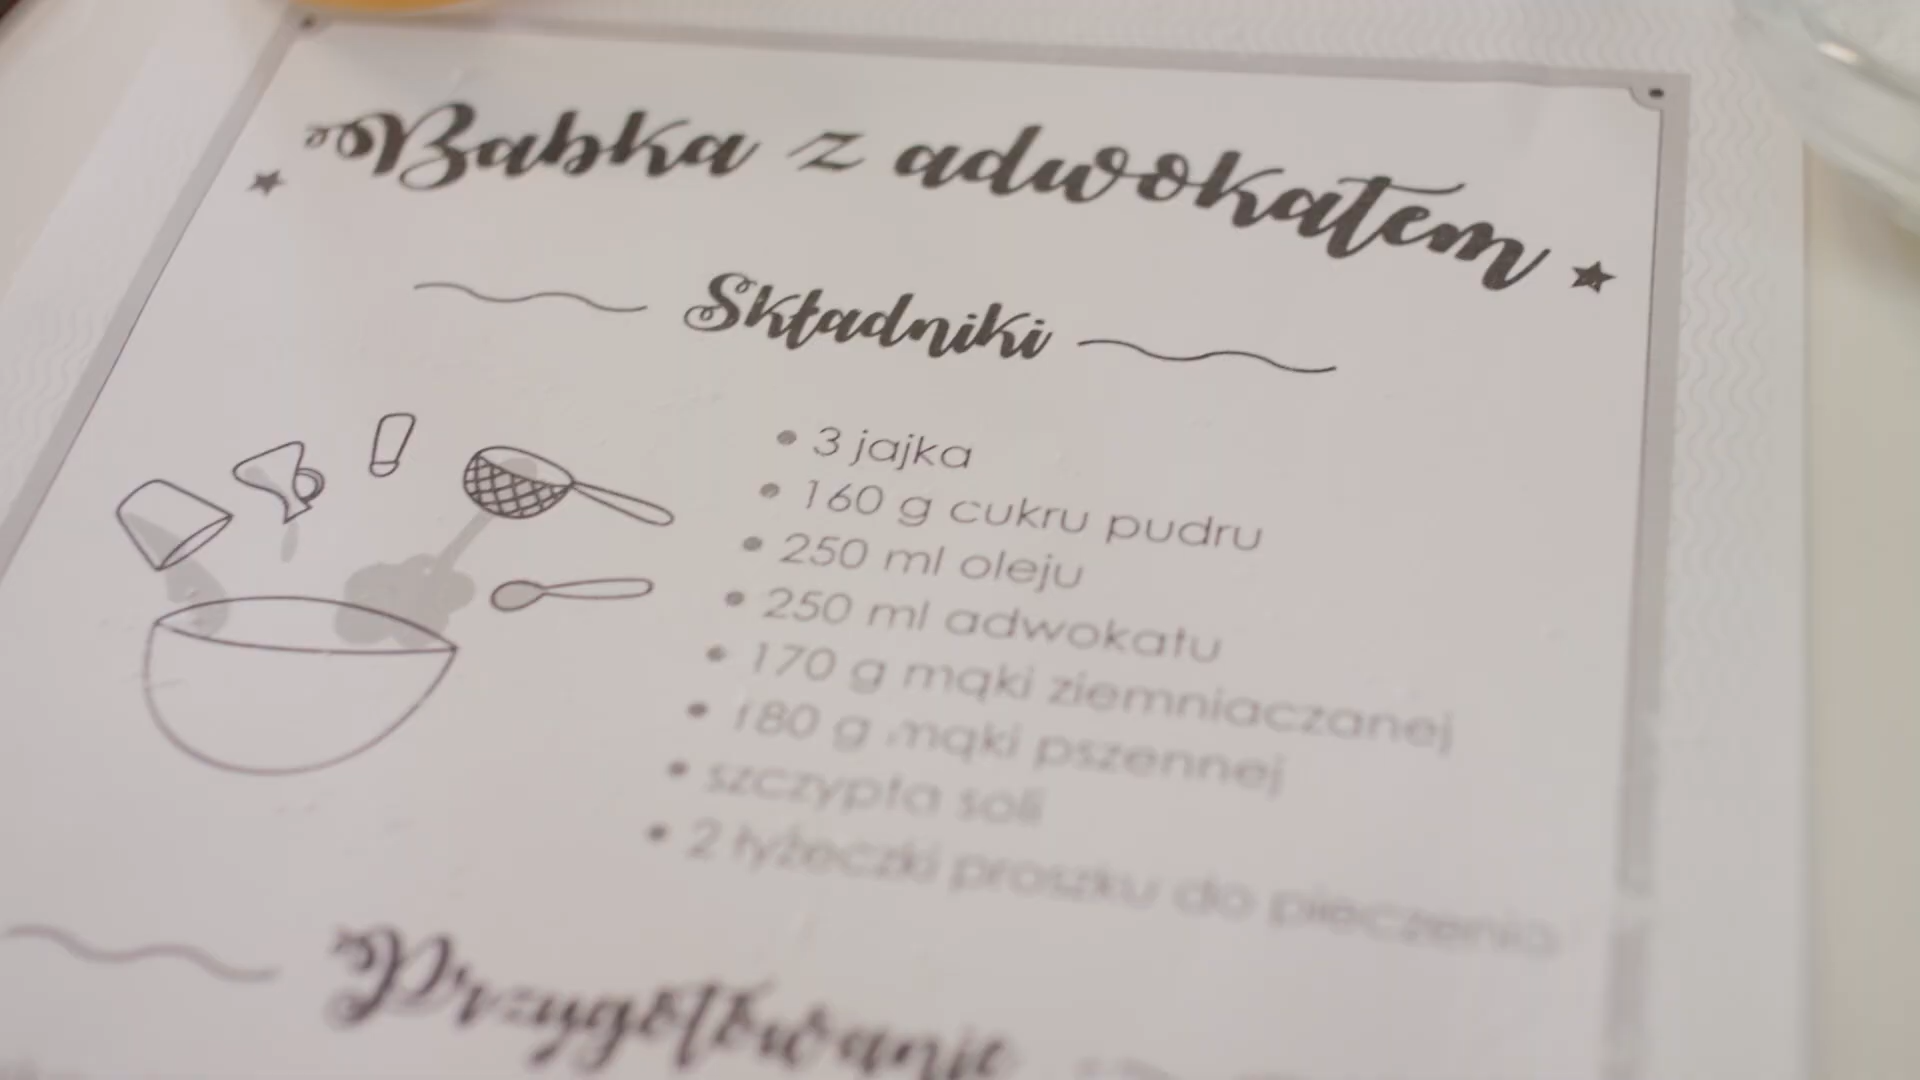 Babka z adwokatem
Składniki
• 3 jajka
• 160 g cukru pudru
• 250 ml oleju
• 250 ml adwokatu
• 170 g mąki ziemniaczanej
• 180 g mąki pszennej
• szczypta soli
• 2 łyżeczki proszku do pieczenia
Przygotowanie